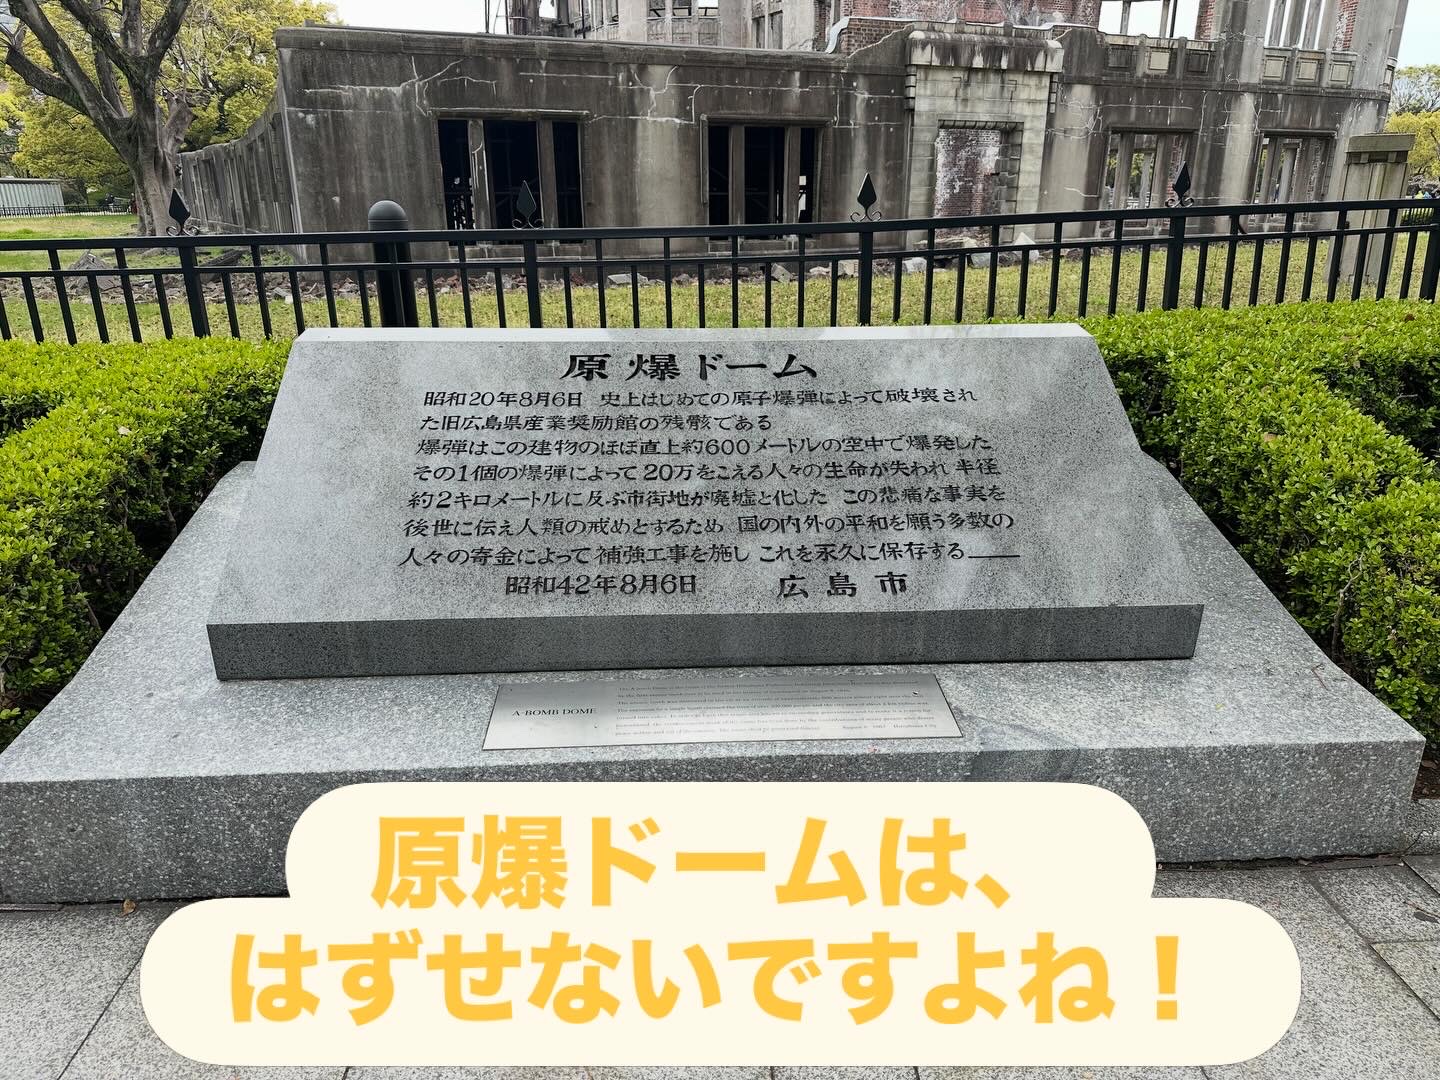 原爆ドーム
昭和20年8月6日 史上はじめての原子爆弾によって破壊され
た旧広島県産業奨励館の残骸である
爆弾はこの建物のほぼ直上約600メートルの空中で爆発した
その1個の爆弾によって20万をこえる人々の生命が失われ 半径
約2キロメートルに及ぶ市街地が廃墟と化した この悲痛な事実を
後世に伝え人類の戒めとするため 国の内外の平和を願う多数の
人々の寄金によって補強工事を施し これを永久に保存する——
昭和42年8月6日 広島市
A-BOMB DOME
August 6, 1967 Hiroshima City
原爆ドームは、
はずせないですよね！